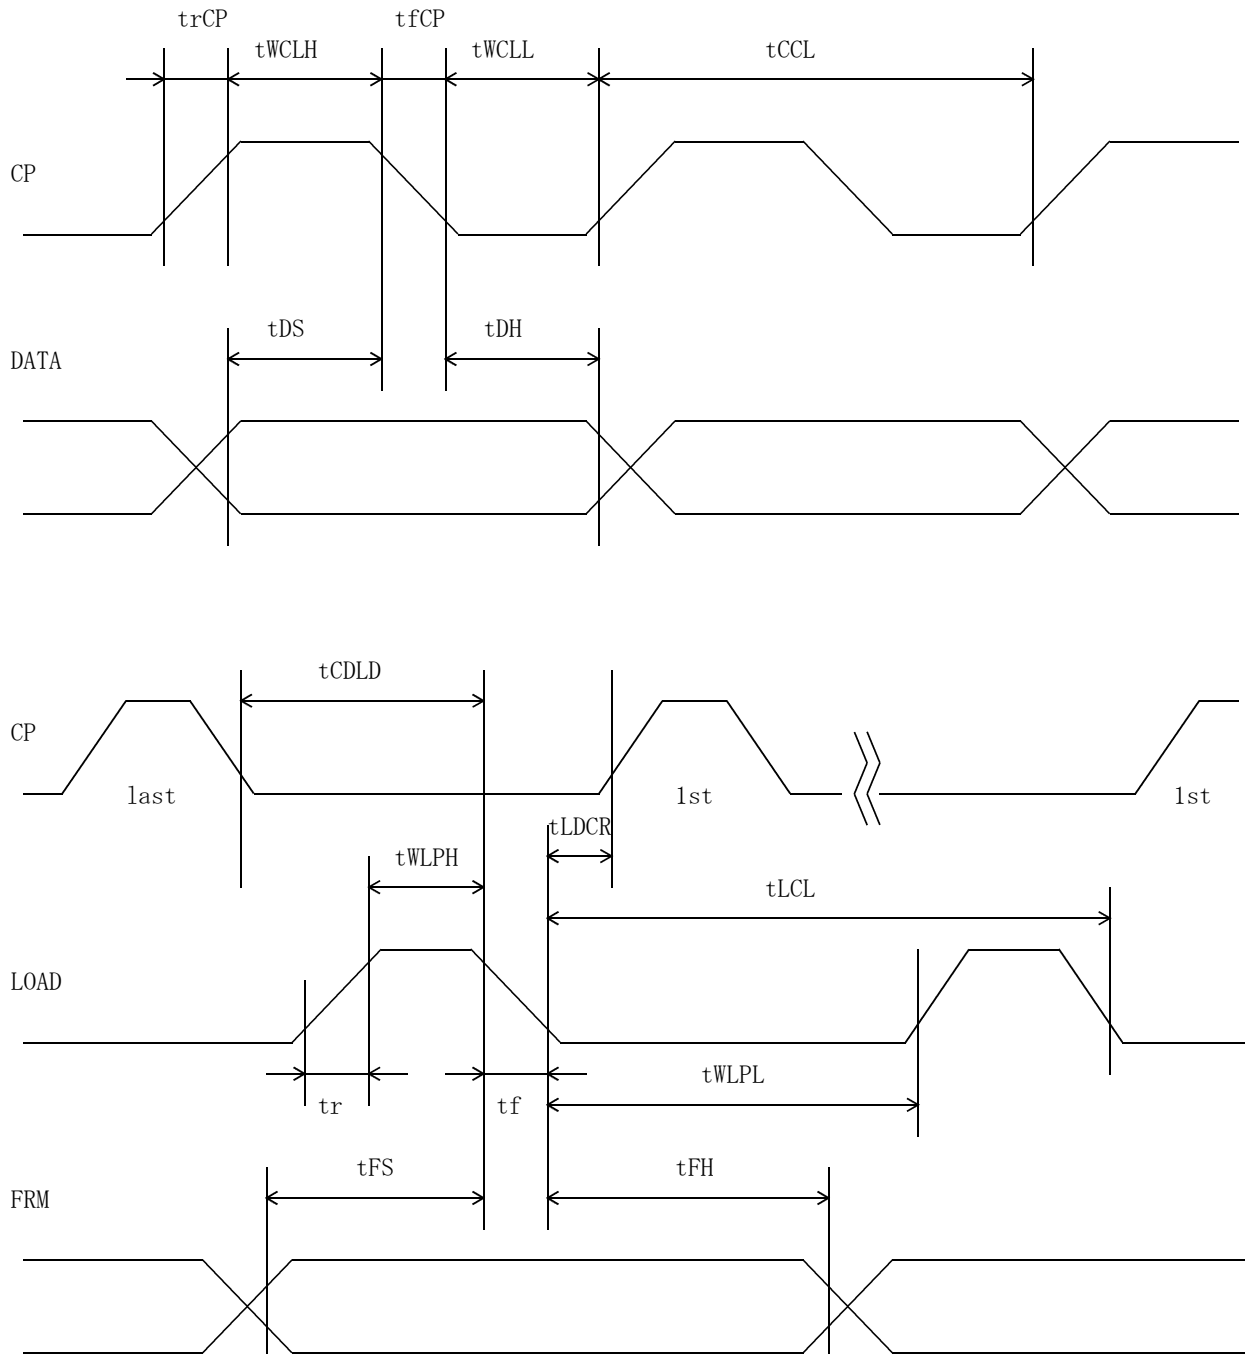 trCP tfCP
tWCLH tWCLL tCCL
CP
tDS tDH
DATA
tCDLD
CP
last 1st 1st
tLDCR
tWLPH
tLCL
LOAD
tWLPL
tr tf
tFS tFH
FRM